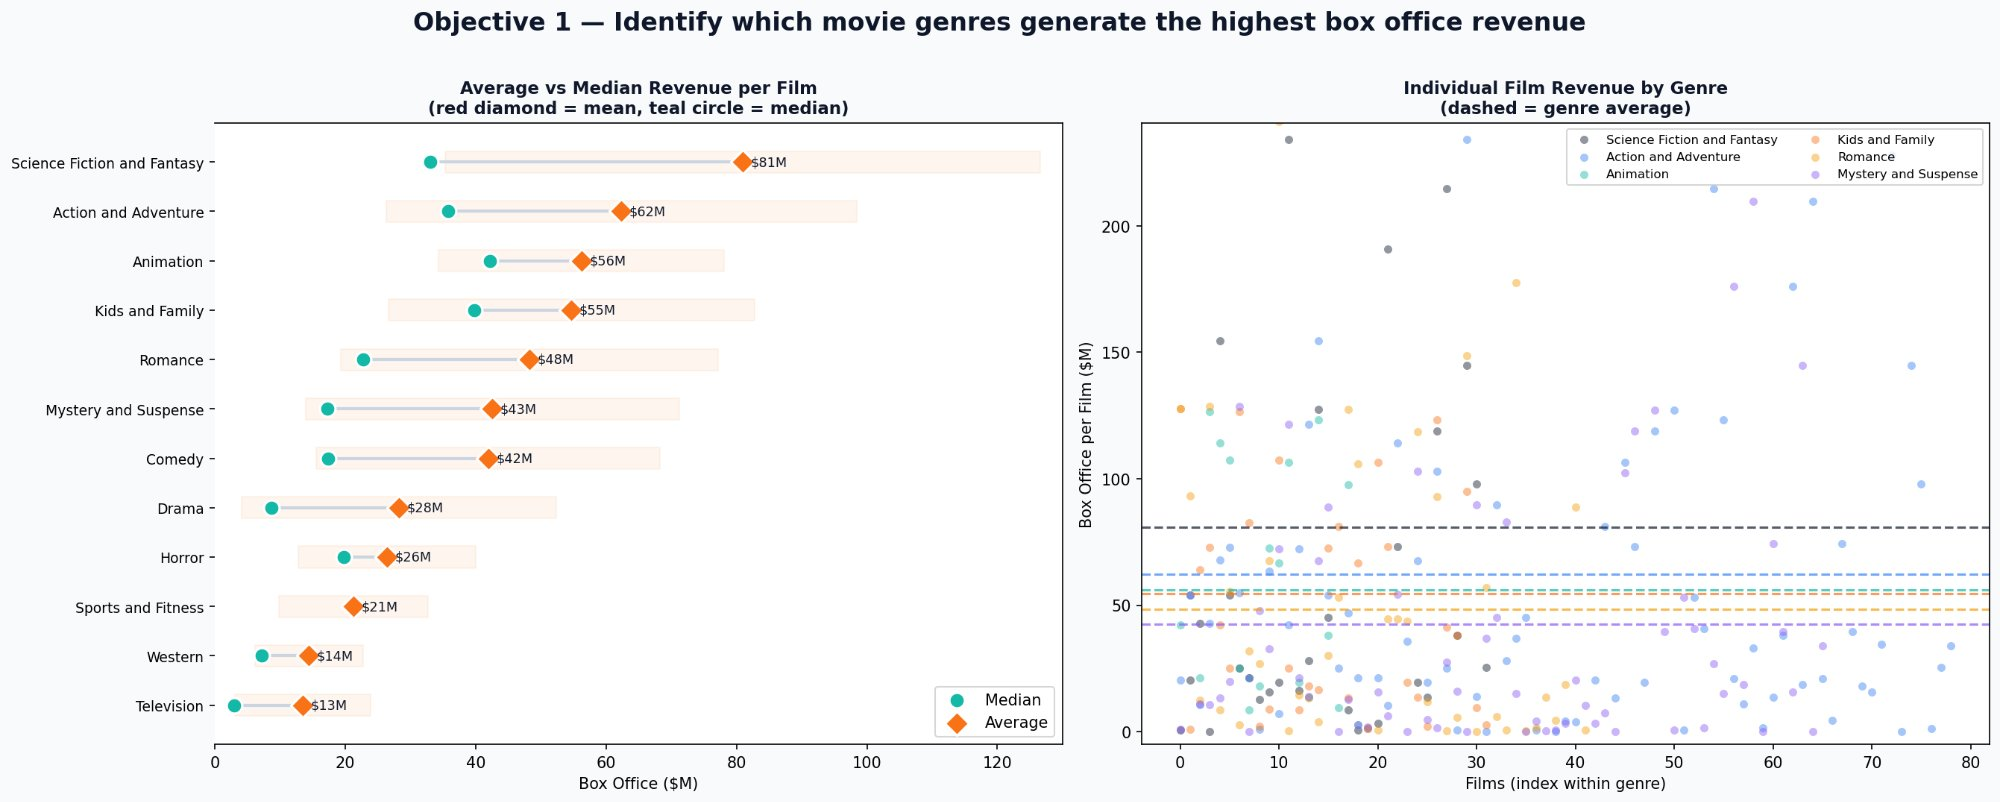 Objective 1 — Identify which movie genres generate the highest box office revenue
Average vs Median Revenue per Film
(red diamond = mean, teal circle = median)
Science Fiction and Fantasy
$81M
Action and Adventure
$62M
Animation
$56M
Kids and Family
$55M
Romance
$48M
Mystery and Suspense
$43M
Comedy
$42M
Drama
$28M
Horror
$26M
Sports and Fitness
$21M
Western
$14M
Television
$13M
Median
Average
0 20 40 60 80 100 120
Box Office ($M)
Individual Film Revenue by Genre
(dashed = genre average)
Science Fiction and Fantasy
Action and Adventure
Animation
Kids and Family
Romance
Mystery and Suspense
Box Office per Film ($M)
200
150
100
50
0
0 10 20 30 40 50 60 70 80
Films (index within genre)